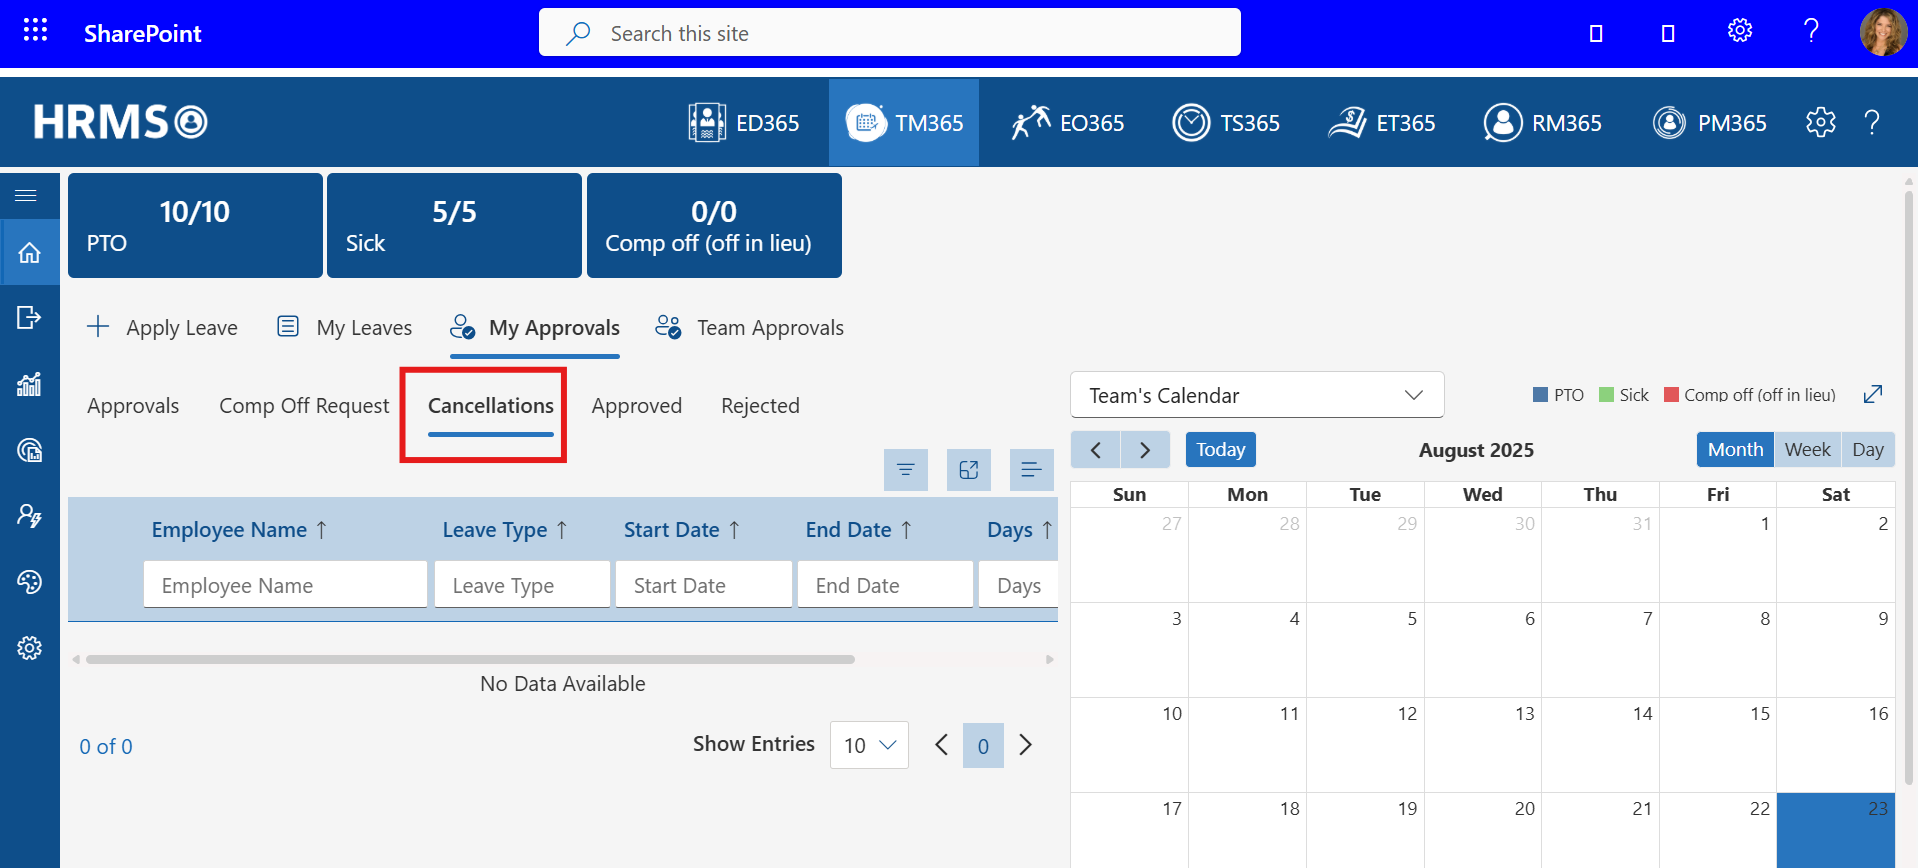 SharePoint
Search this site
?
HRMS
ED365
TM365
EO365
TS365
ET365
RM365
PM365
?
10/10
PTO
5/5
Sick
0/0
Comp off (off in lieu)
Apply Leave
My Leaves
My Approvals
Team Approvals
Approvals
Comp Off Request
Cancellations
Approved
Rejected
Employee Name ↑
Leave Type ↑
Start Date ↑
End Date ↑
Days ↑
Employee Name
Leave Type
Start Date
End Date
Days
No Data Available
0 of 0
Show Entries
10
0
Team's Calendar
PTO
Sick
Comp off (off in lieu)
Today
August 2025
Month
Week
Day
Sun Mon Tue Wed Thu Fri Sat
27 28 29 30 31 1 2
3 4 5 6 7 8 9
10 11 12 13 14 15 16
17 18 19 20 21 22 23